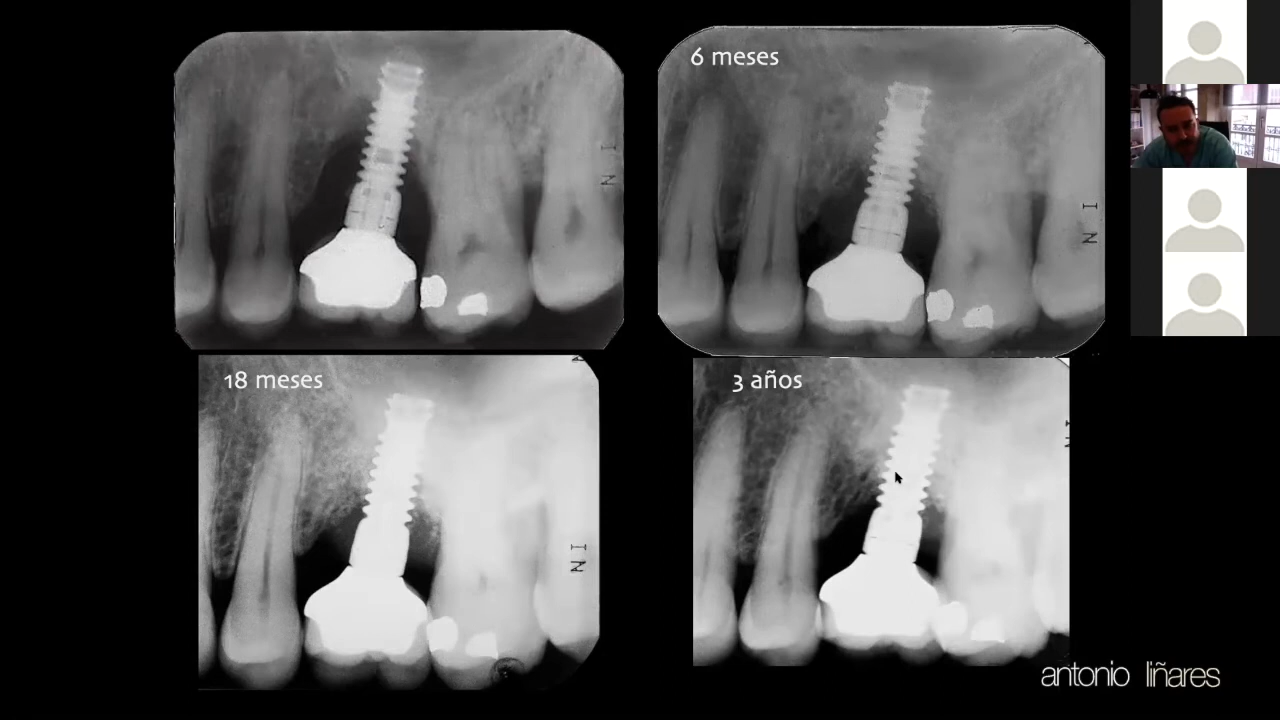 6 meses
I N
I N
18 meses
3 años
I N
N
antonio liñares